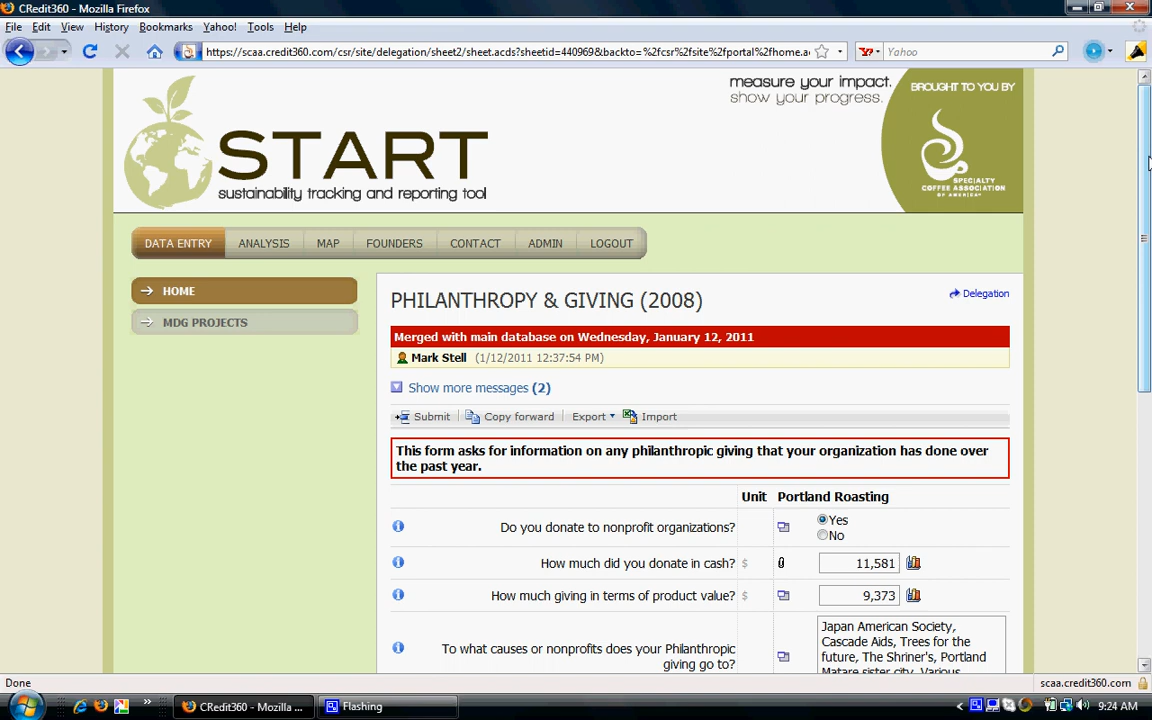 CRedit360 - Mozilla Firefox
File Edit View History Bookmarks Yahoo! Tools Help
https://scaa.credit360.com/csr/site/delegation/sheet2/sheet.acds?sheetid=440969&backto=%2fcsr%2fsite%2fportal%2fhome.ac
Yahoo
measure your impact.
show your progress.
BROUGHT TO YOU BY
START
sustainability tracking and reporting tool
SPECIALTY
COFFEE ASSOCIATION
OF AMERICA
DATA ENTRY ANALYSIS MAP FOUNDERS CONTACT ADMIN LOGOUT
HOME
MDG PROJECTS
PHILANTHROPY & GIVING (2008)
Delegation
Merged with main database on Wednesday, January 12, 2011
Mark Stell (1/12/2011 12:37:54 PM)
Show more messages (2)
Submit Copy forward Export Import
This form asks for information on any philanthropic giving that your organization has done over
the past year.
Unit Portland Roasting
Do you donate to nonprofit organizations?
Yes
No
How much did you donate in cash? $ 11,581
How much giving in terms of product value? $ 9,373
To what causes or nonprofits does your Philanthropic
giving go to?
Japan American Society,
Cascade Aids, Trees for the
future, The Shriner's, Portland
Matare sister city, Various
Done
scaa.credit360.com
CRedit360 - Mozilla ...
Flashing
9:24 AM